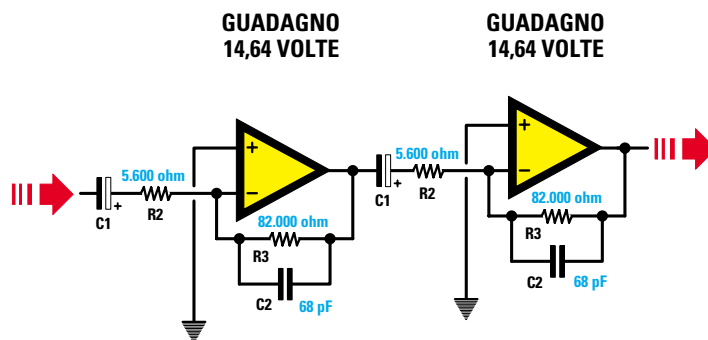 GUADAGNO
14,64 VOLTE
GUADAGNO
14,64 VOLTE
5.600 ohm
C1
+
R2
+
−
82.000 ohm
R3
C2
68 pF
5.600 ohm
C1
+
R2
+
−
82.000 ohm
R3
C2
68 pF